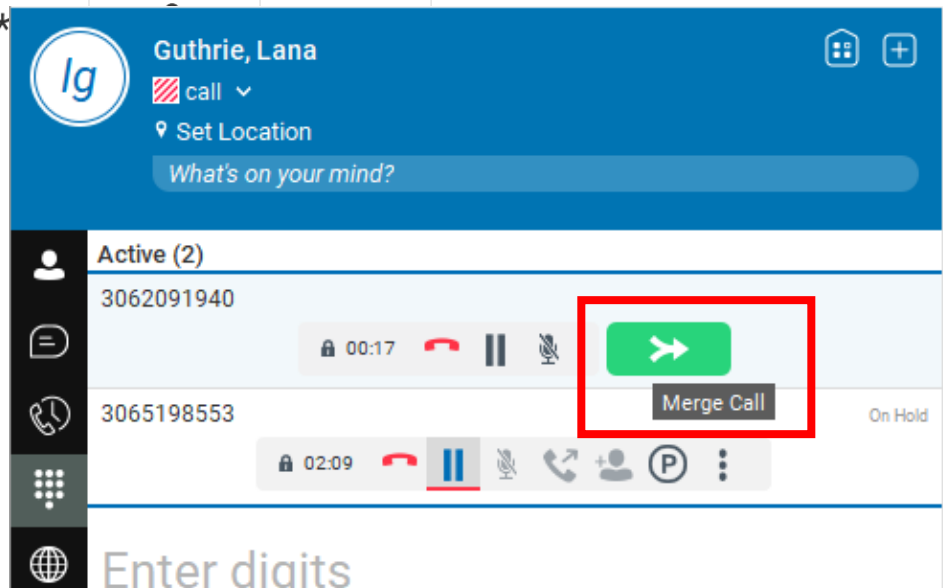 *
lg
Guthrie, Lana
call
Set Location
What's on your mind?
Active (2)
3062091940
00:17
Merge Call
3065198553
On Hold
02:09
P
Enter digits